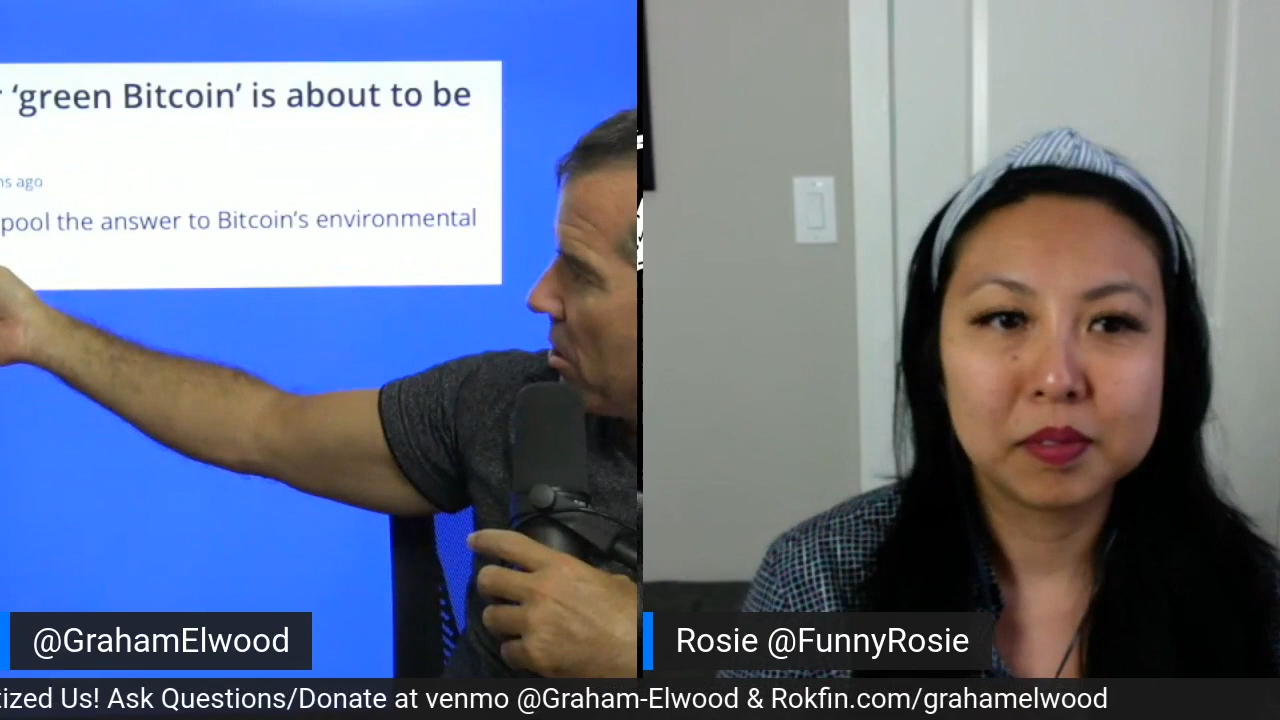 ‘green Bitcoin’ is about to be
ago
pool the answer to Bitcoin’s environmental
@GrahamElwood
Rosie @FunnyRosie
Us! Ask Questions/Donate at venmo @Graham-Elwood & Rokfin.com/grahamelwood